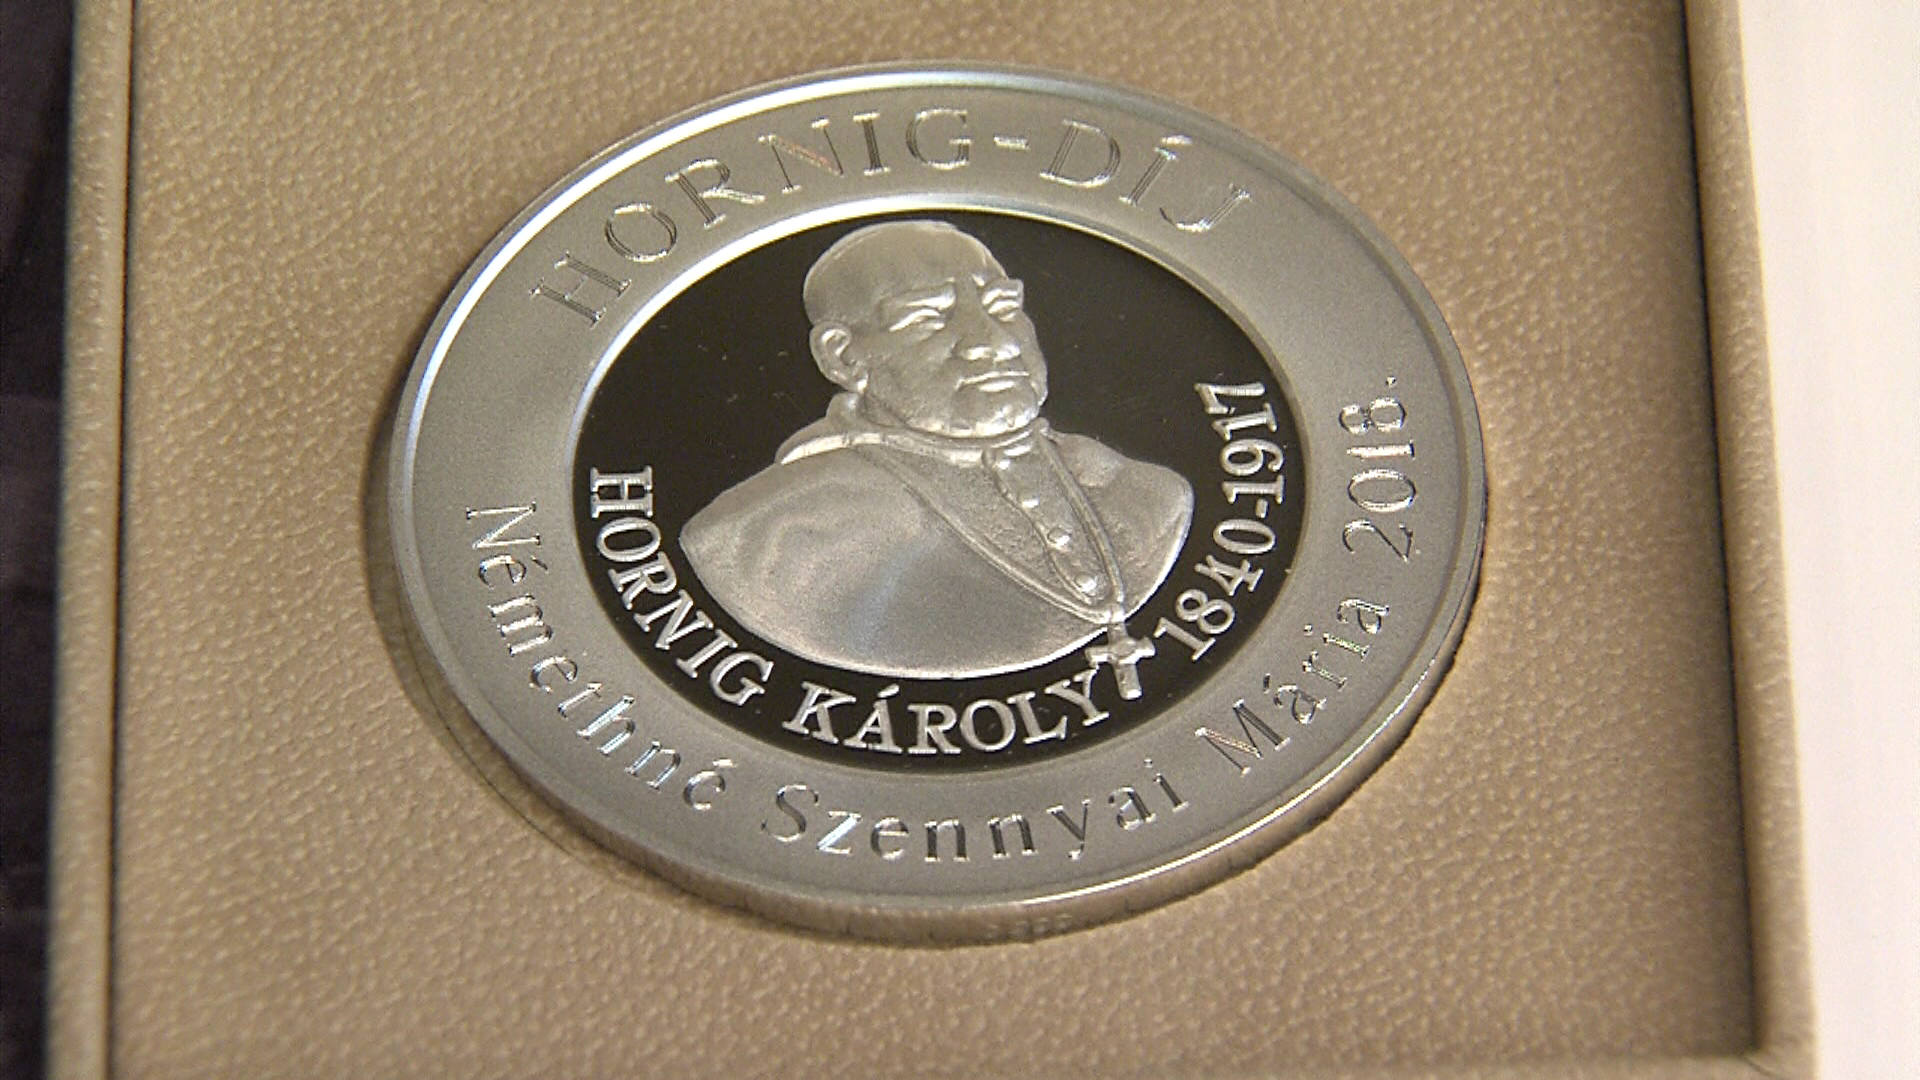 HORNIG-DÍJ
HORNIG KÁROLY 1840-1917
Némethné Szennyai Mária 2018.